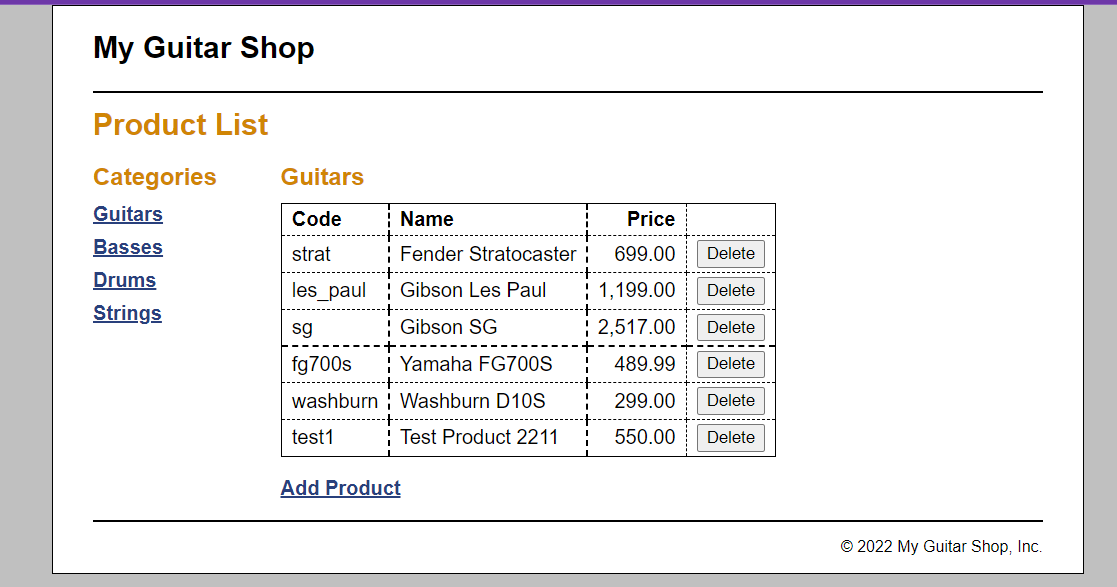 My Guitar Shop
Product List
Categories
Guitars
Basses
Drums
Strings
Guitars
Code Name Price
strat Fender Stratocaster 699.00 Delete
les_paul Gibson Les Paul 1,199.00 Delete
sg Gibson SG 2,517.00 Delete
fg700s Yamaha FG700S 489.99 Delete
washburn Washburn D10S 299.00 Delete
test1 Test Product 2211 550.00 Delete
Add Product
© 2022 My Guitar Shop, Inc.